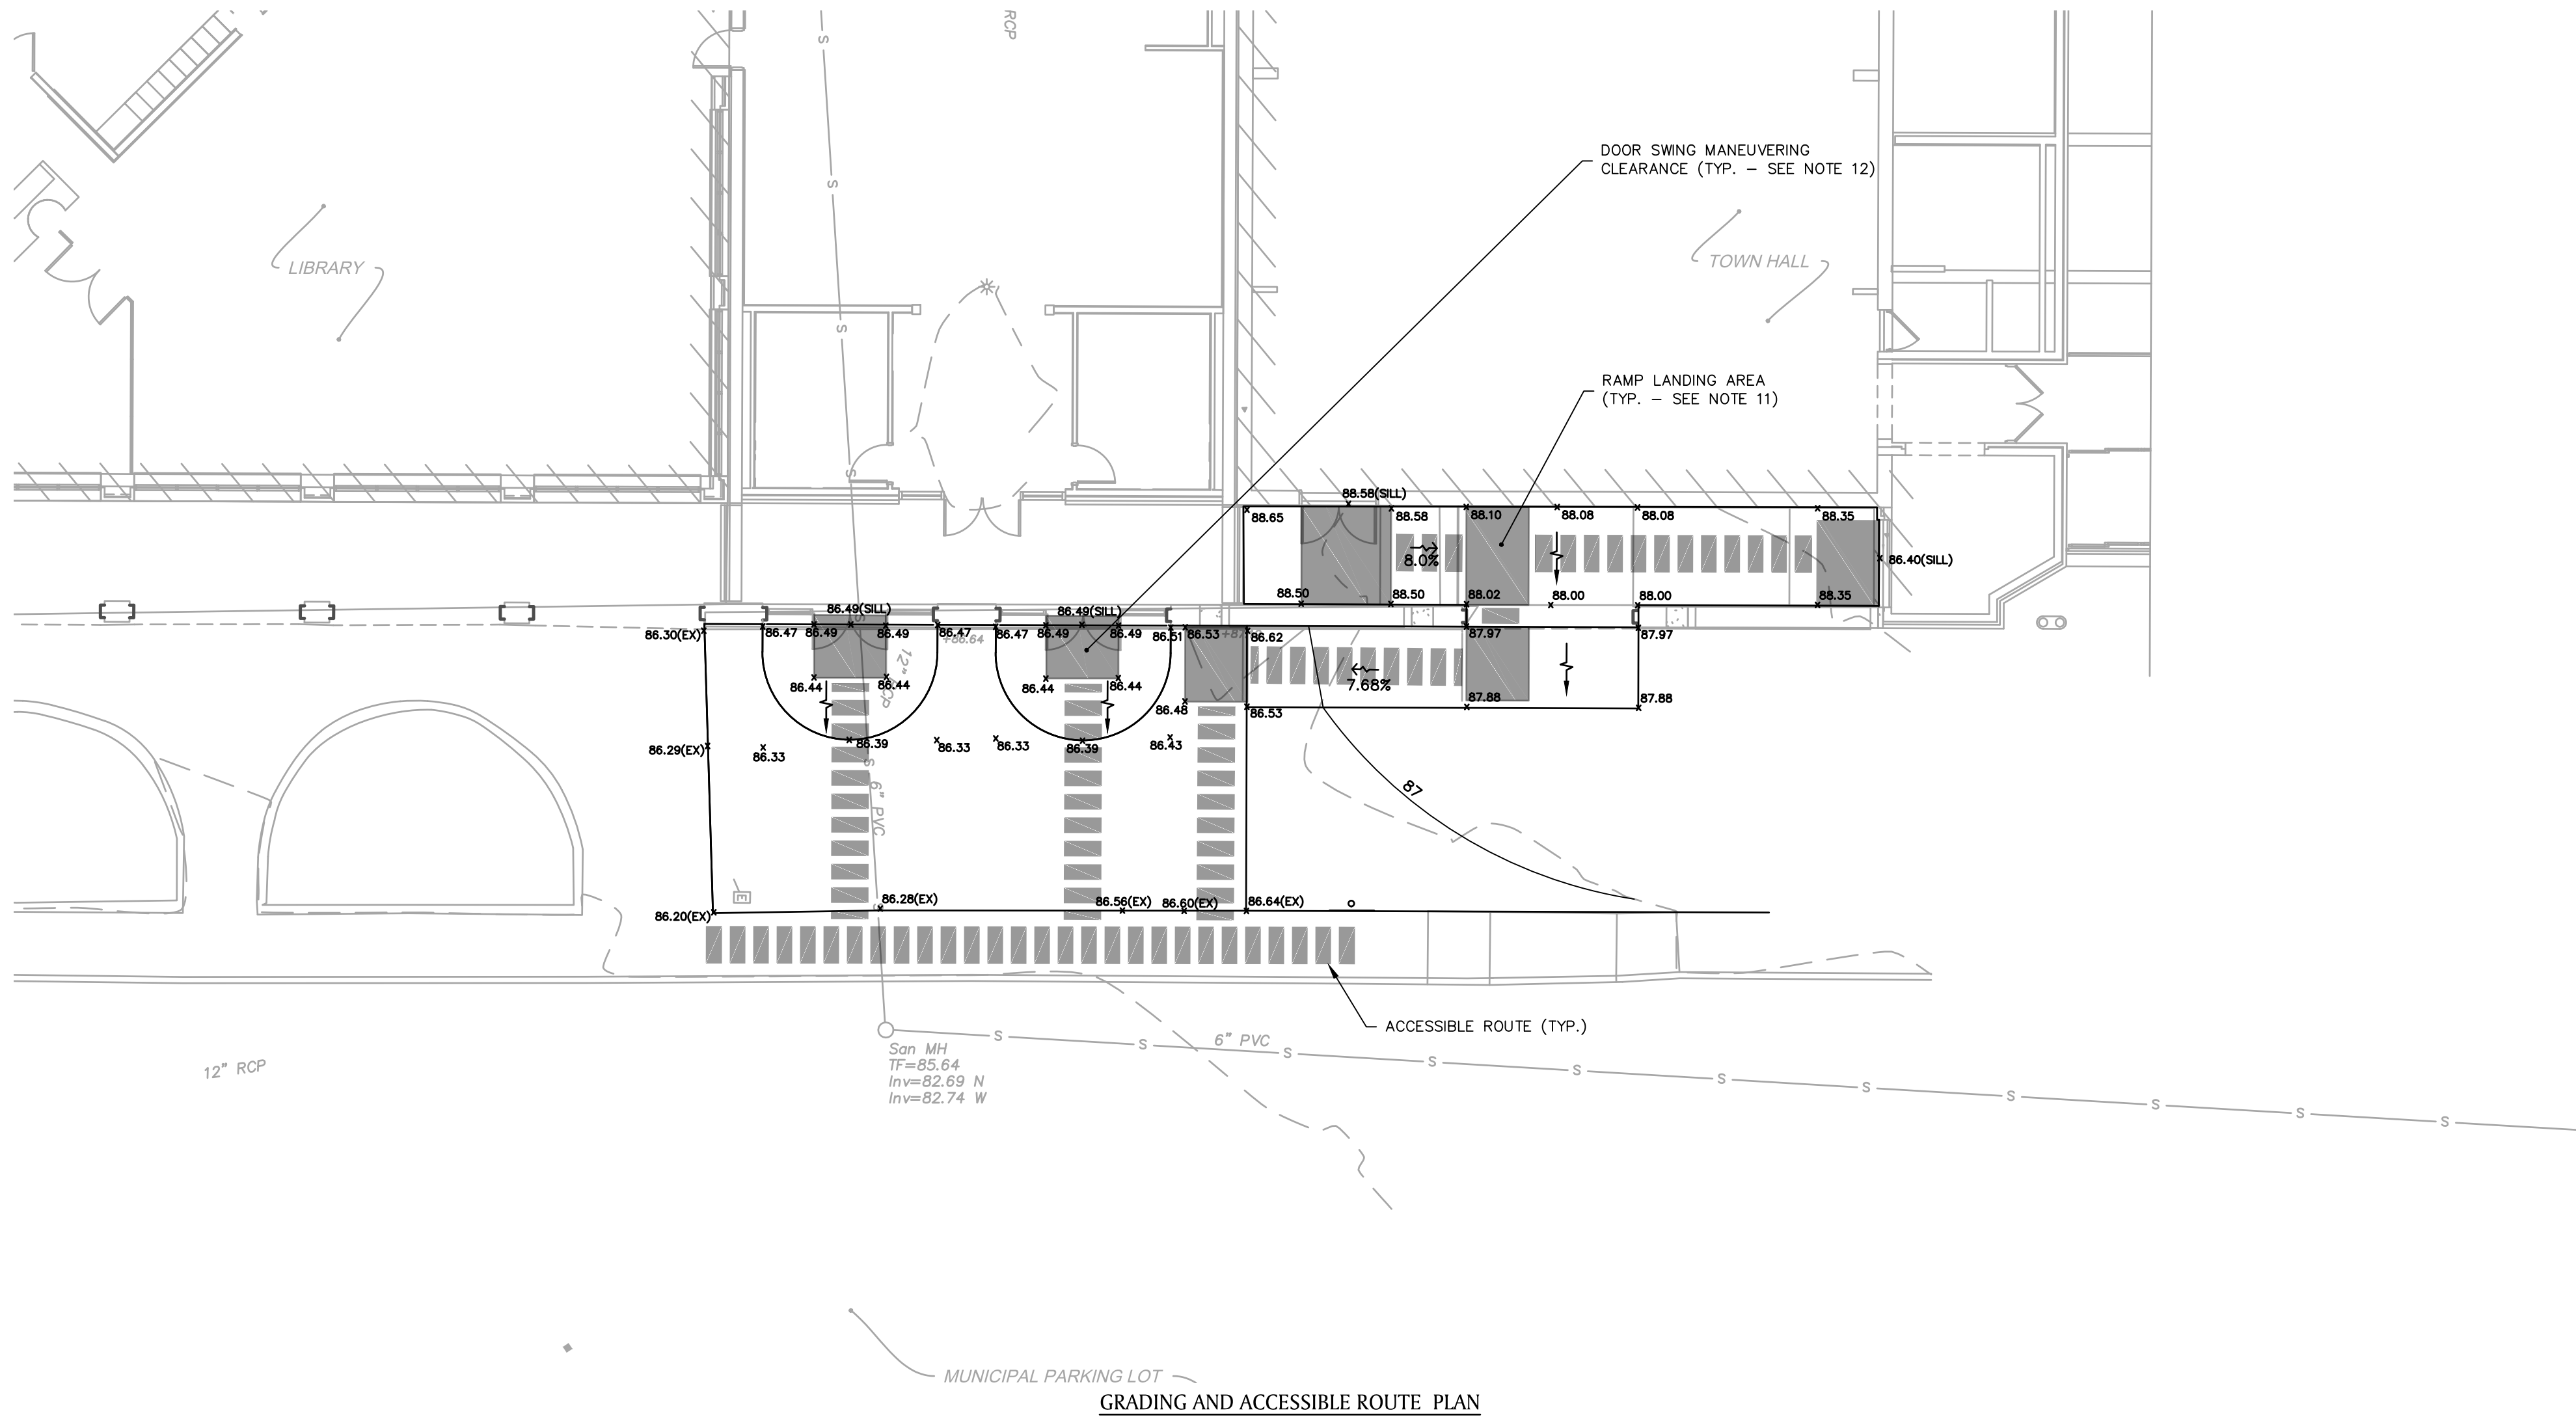 RCP
S
S
S
S
DOOR SWING MANEUVERING
CLEARANCE (TYP. – SEE NOTE 12)
LIBRARY
TOWN HALL
RAMP LANDING AREA
(TYP. – SEE NOTE 11)
88.58(SILL)
88.65
88.58
88.10
88.08
88.08
88.35
8.0%
86.40(SILL)
88.50
88.50
88.02
88.00
88.00
88.35
86.49(SILL)
86.49(SILL)
S
86.30(EX)
86.47
86.49
86.49
86.47
+86.64
86.47
86.49
86.49
86.51
86.53
86.62
87.97
87.97
12" RCP
86.44
86.44
86.44
86.44
7.68%
86.48
86.53
87.88
87.88
86.29(EX)
86.33
86.39
86.33
86.33
86.39
86.43
S
6" PVC
87
E
86.20(EX)
86.28(EX)
86.56(EX)
86.60(EX)
86.64(EX)
S
ACCESSIBLE ROUTE (TYP.)
12" RCP
San MH
TF=85.64
Inv=82.69 N
Inv=82.74 W
S
S
6" PVC
S
S
S
S
S
S
S
S
S
MUNICIPAL PARKING LOT
GRADING AND ACCESSIBLE ROUTE PLAN